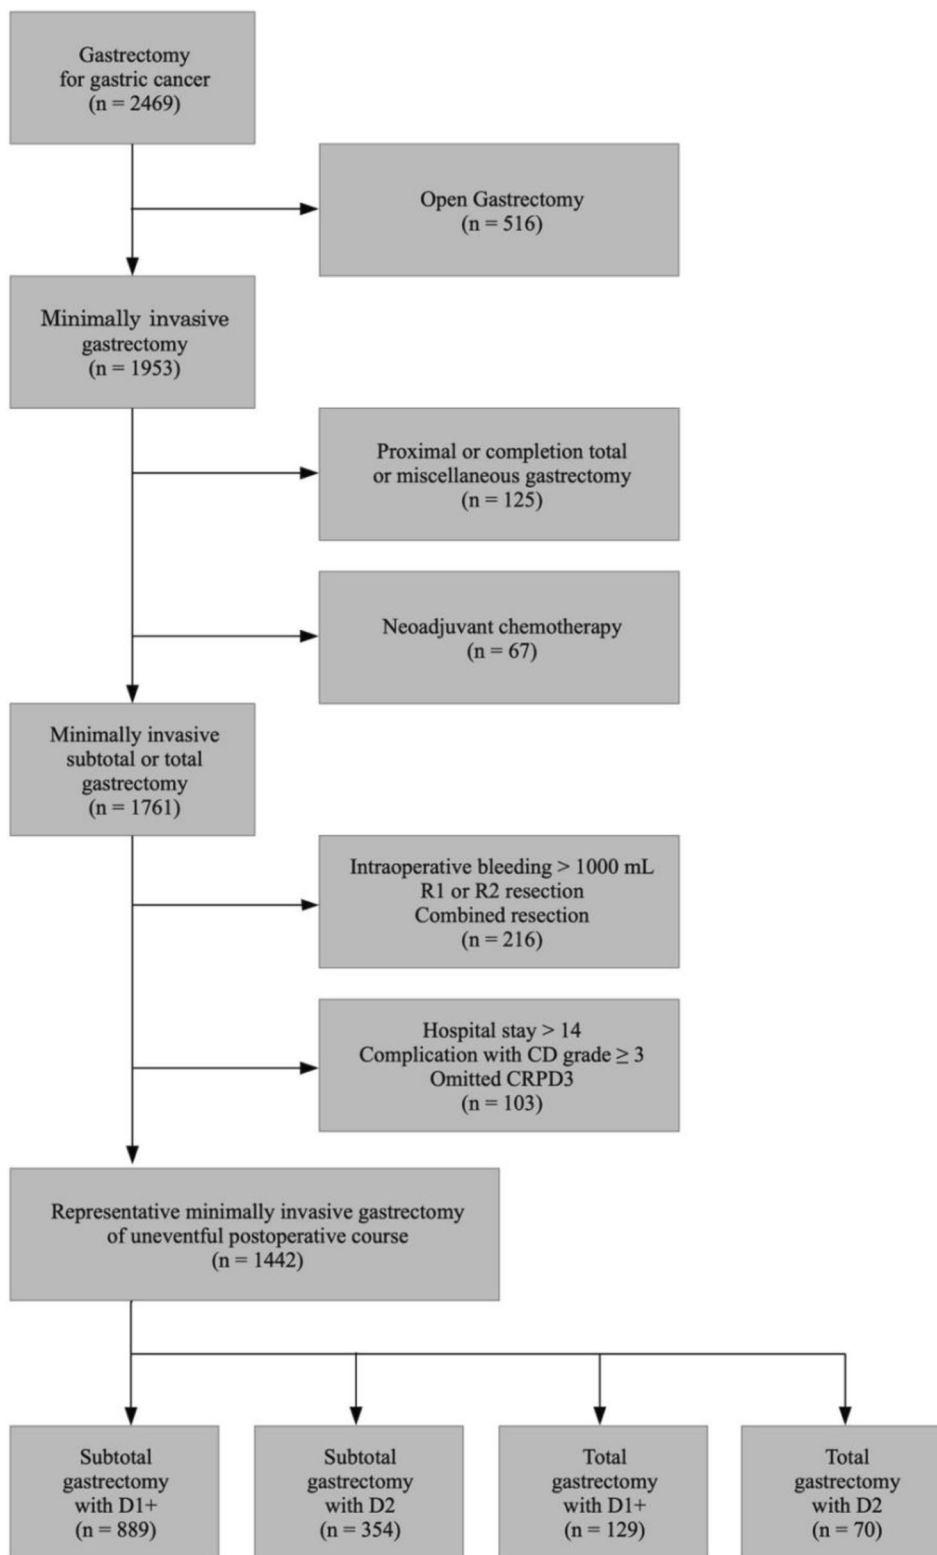 Gastrectomy
for gastric cancer
(n = 2469)
Open Gastrectomy
(n = 516)
Minimally invasive
gastrectomy
(n = 1953)
Proximal or completion total
or miscellaneous gastrectomy
(n = 125)
Neoadjuvant chemotherapy
(n = 67)
Minimally invasive
subtotal or total
gastrectomy
(n = 1761)
Intraoperative bleeding > 1000 mL
R1 or R2 resection
Combined resection
(n = 216)
Hospital stay > 14
Complication with CD grade ≥ 3
Omitted CRPD3
(n = 103)
Representative minimally invasive gastrectomy
of uneventful postoperative course
(n = 1442)
Subtotal
gastrectomy
with D1+
(n = 889)
Subtotal
gastrectomy
with D2
(n = 354)
Total
gastrectomy
with D1+
(n = 129)
Total
gastrectomy
with D2
(n = 70)